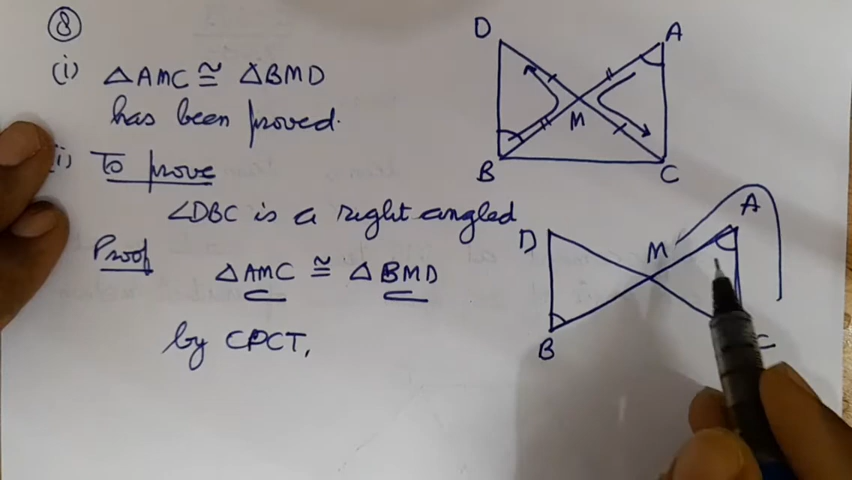 8
(i) △AMC ≅ △BMD
has been proved.
i) To prove
∠DBC is a right angled
Proof
△AMC ≅ △BMD
by CPCT,
D A
M
B C
D M A
B C